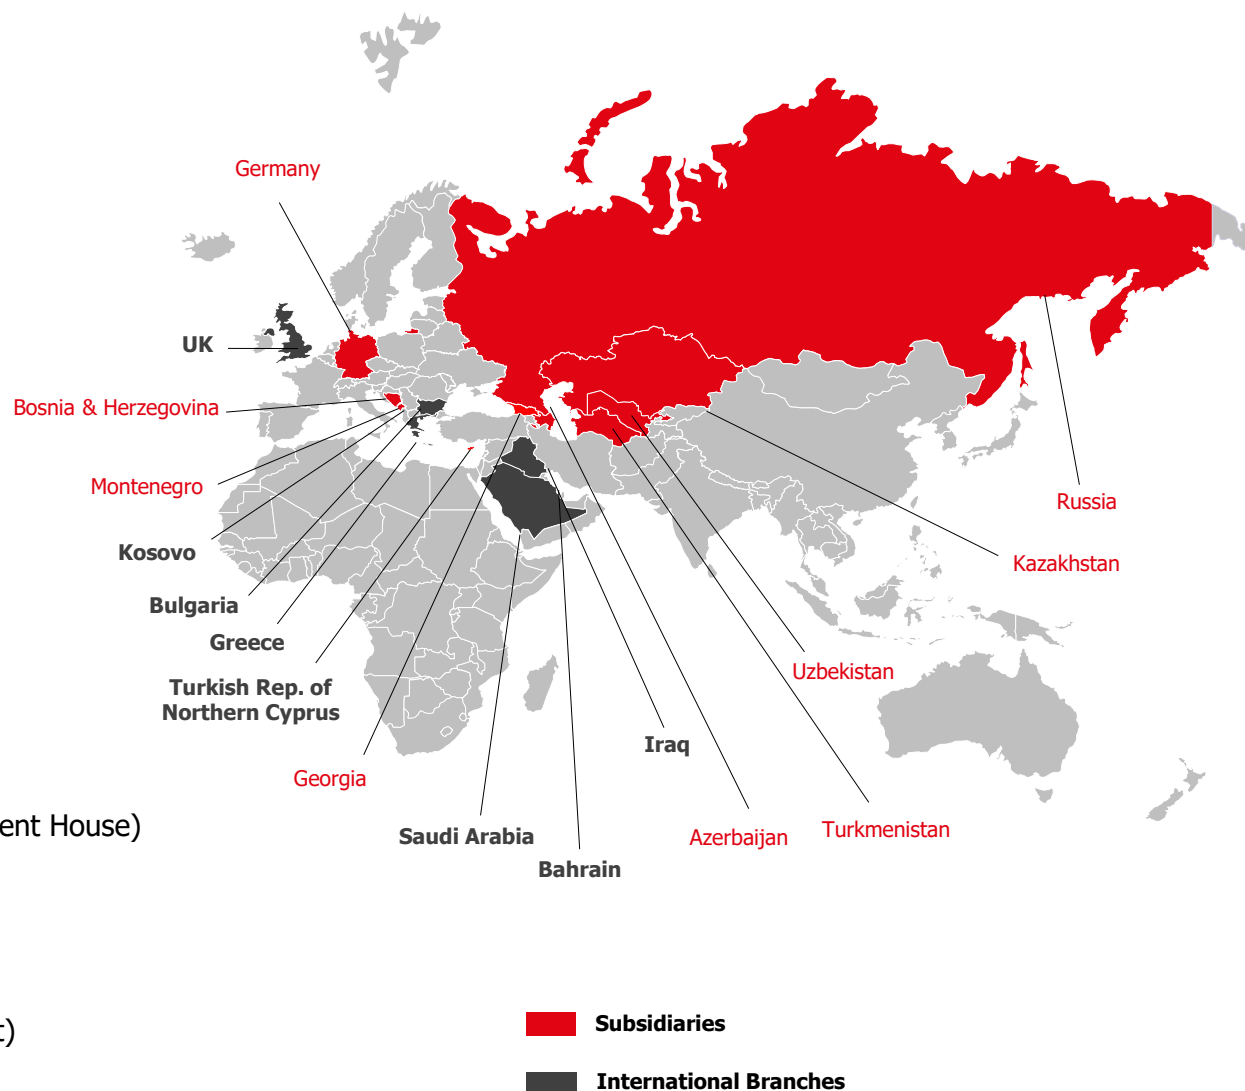 Germany
UK
Bosnia & Herzegovina
Montenegro
Kosovo
Bulgaria
Greece
Turkish Rep. of
Northern Cyprus
Georgia
Saudi Arabia
Bahrain
Iraq
Azerbaijan
Turkmenistan
Uzbekistan
Kazakhstan
Russia
ent House)
t)
Subsidiaries
International Branches